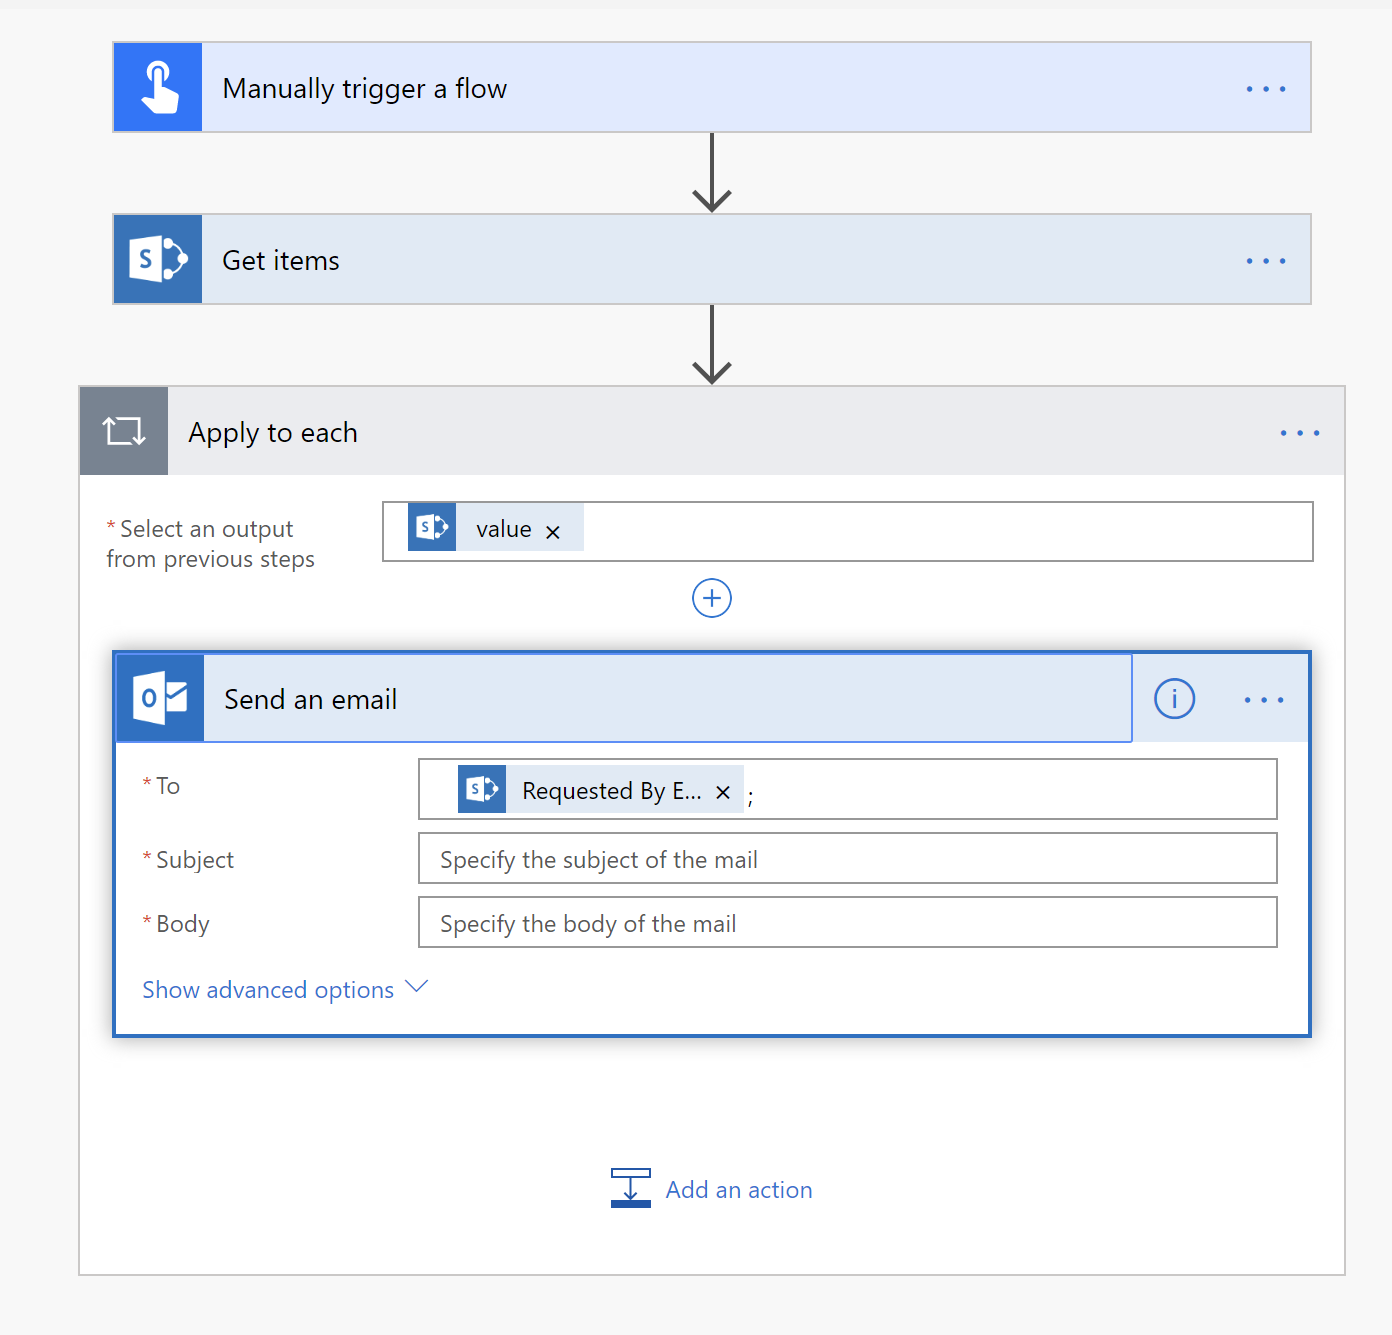 Manually trigger a flow
S
Get items
Apply to each
* Select an output
from previous steps
S value ×
O
Send an email
i
* To
S Requested By E... × ;
* Subject
Specify the subject of the mail
* Body
Specify the body of the mail
Show advanced options
Add an action